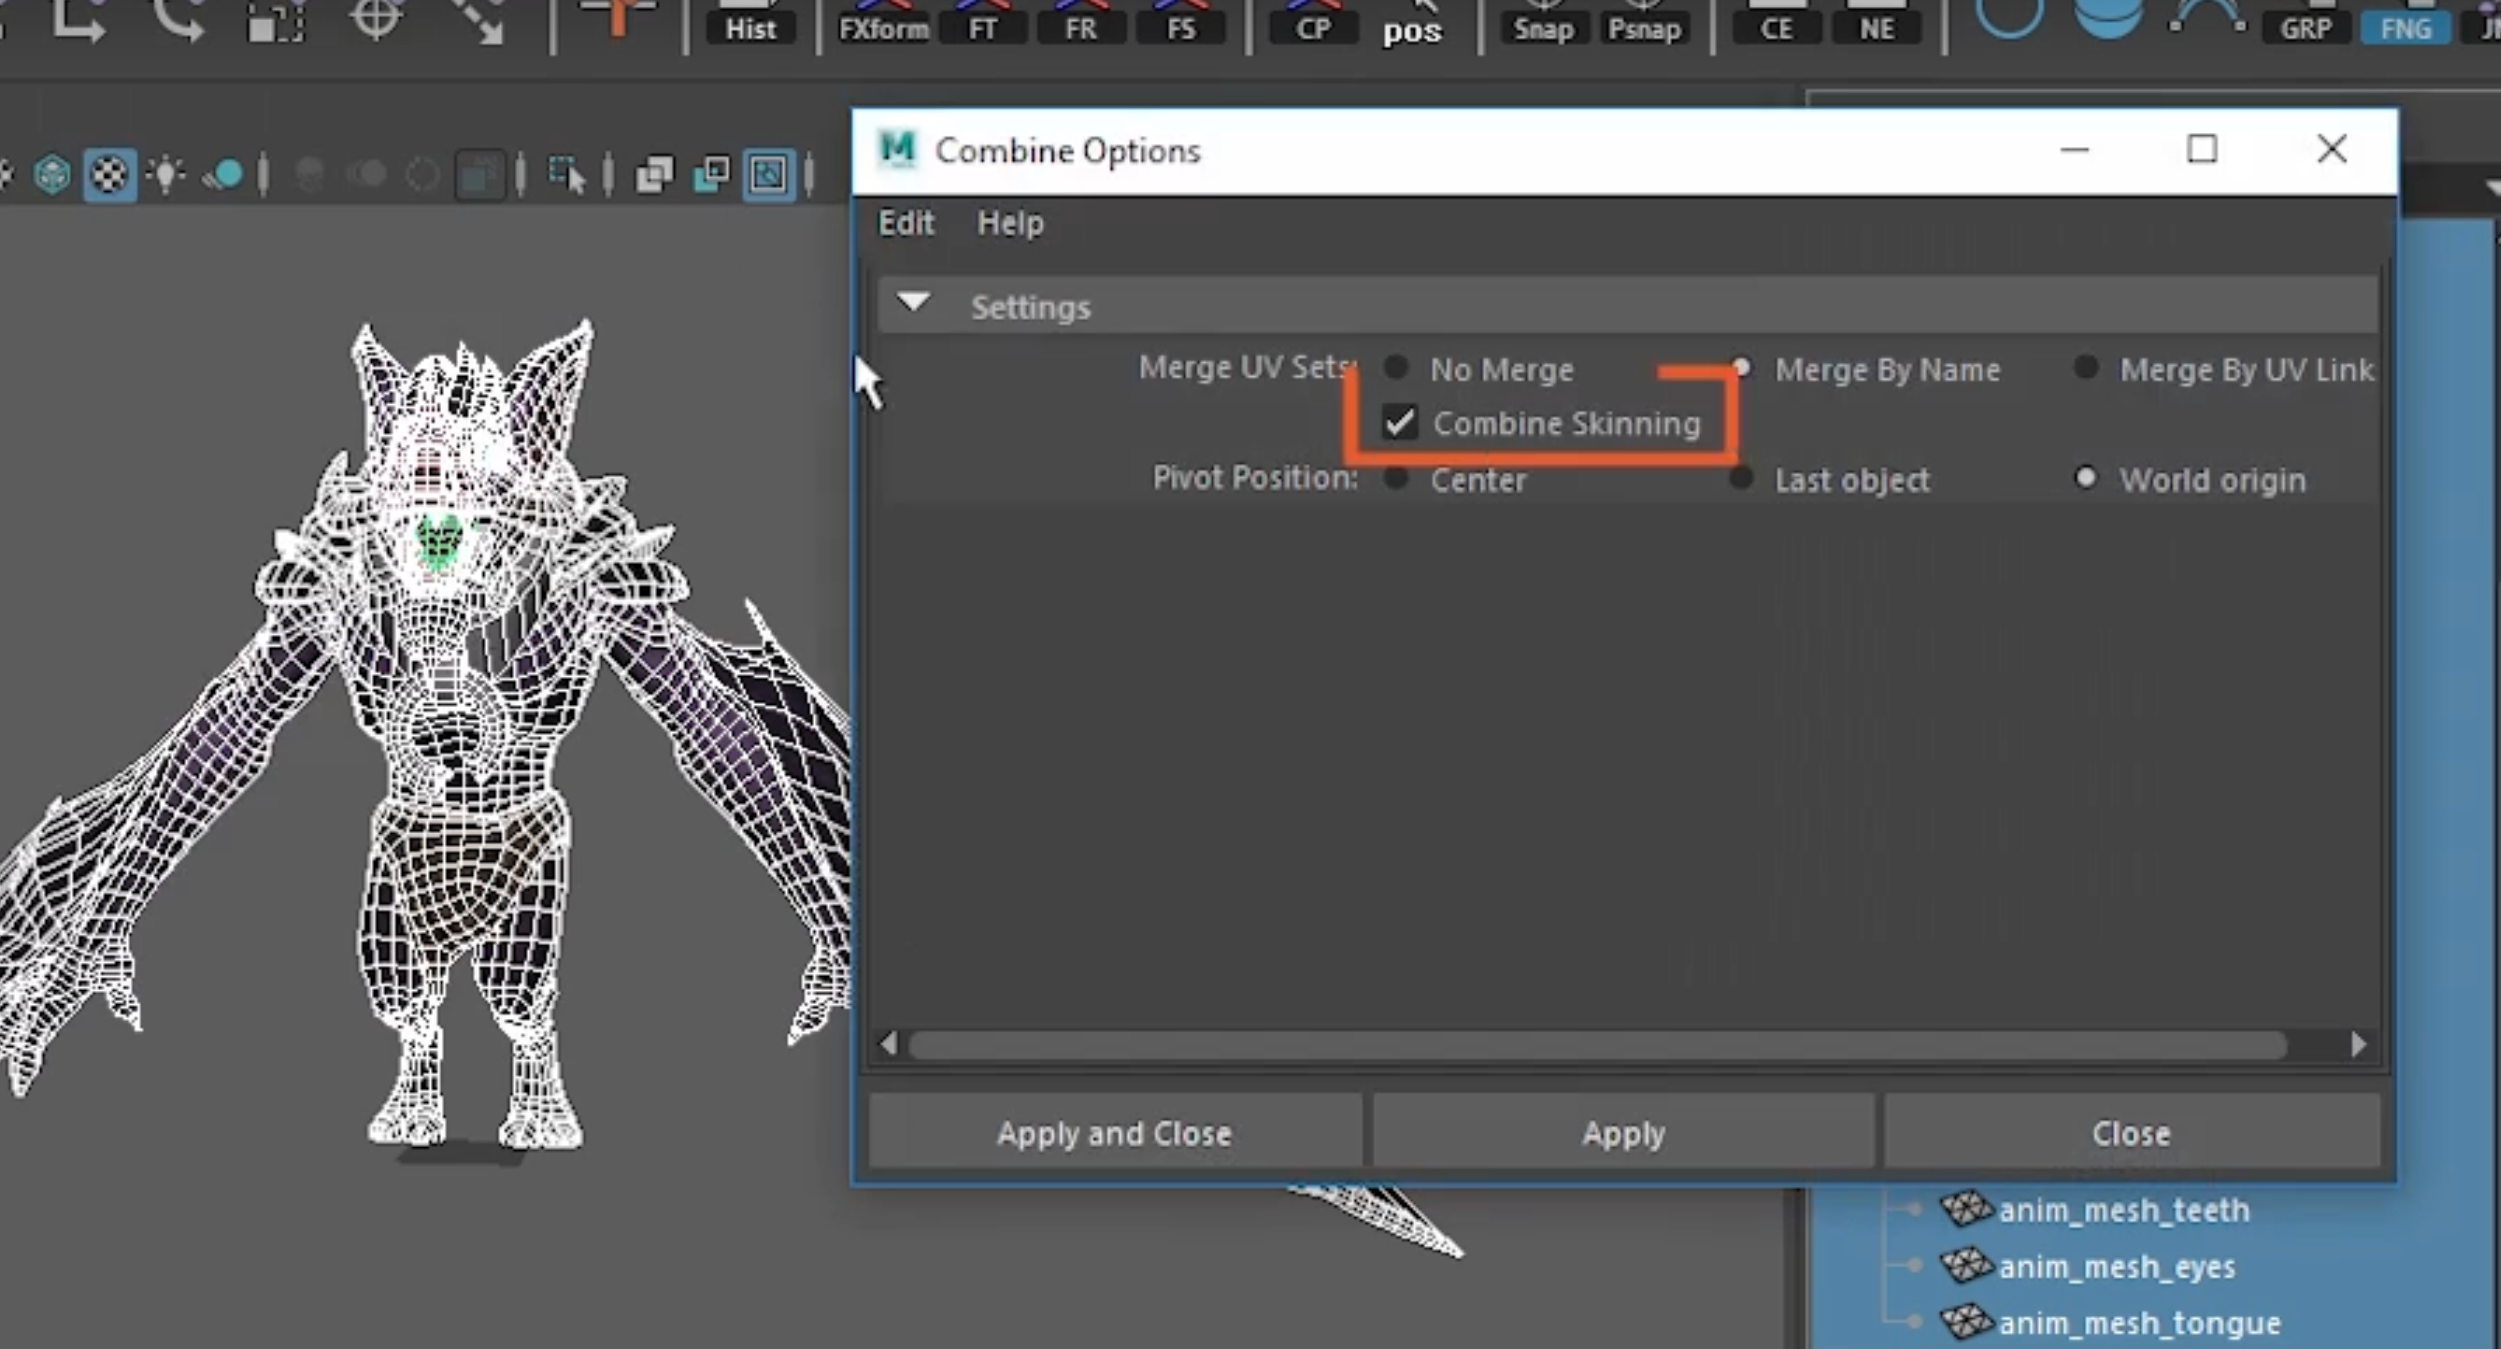 Hist FXform FT FR FS CP pos Snap Psnap CE NE GRP FNG
Combine Options
Edit Help
Settings
Merge UV Sets: No Merge Merge By Name Merge By UV Link
Combine Skinning
Pivot Position: Center Last object World origin
Apply and Close Apply Close
anim_mesh_teeth
anim_mesh_eyes
anim_mesh_tongue